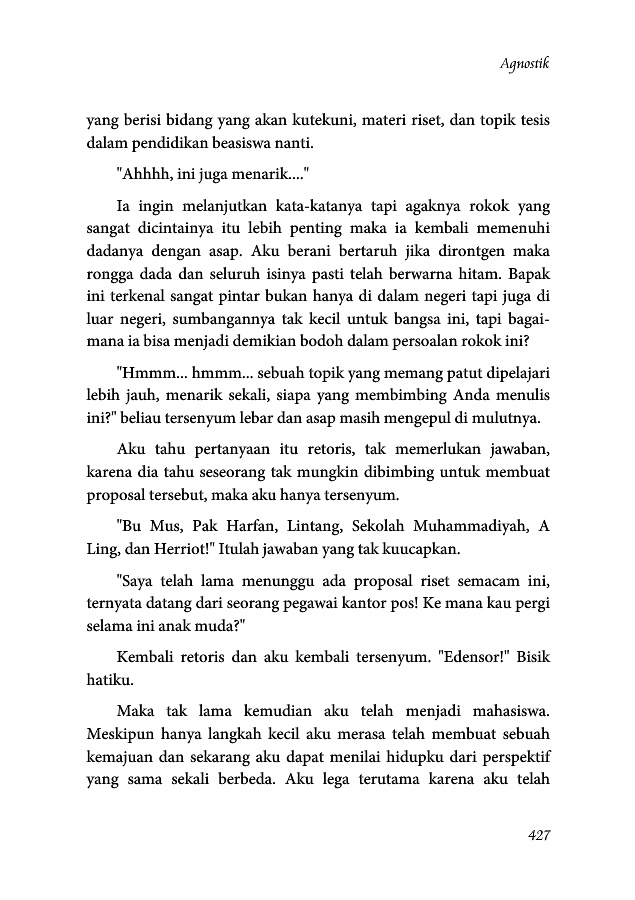 Agnostik
yang berisi bidang yang akan kutekuni, materi riset, dan topik tesis
dalam pendidikan beasiswa nanti.
"Ahhhh, ini juga menarik...."
Ia ingin melanjutkan kata-katanya tapi agaknya rokok yang
sangat dicintainya itu lebih penting maka ia kembali memenuhi
dadanya dengan asap. Aku berani bertaruh jika dirontgen maka
rongga dada dan seluruh isinya pasti telah berwarna hitam. Bapak
ini terkenal sangat pintar bukan hanya di dalam negeri tapi juga di
luar negeri, sumbangannya tak kecil untuk bangsa ini, tapi bagai-
mana ia bisa menjadi demikian bodoh dalam persoalan rokok ini?
"Hmmm... hmmm... sebuah topik yang memang patut dipelajari
lebih jauh, menarik sekali, siapa yang membimbing Anda menulis
ini?" beliau tersenyum lebar dan asap masih mengepul di mulutnya.
Aku tahu pertanyaan itu retoris, tak memerlukan jawaban,
karena dia tahu seseorang tak mungkin dibimbing untuk membuat
proposal tersebut, maka aku hanya tersenyum.
"Bu Mus, Pak Harfan, Lintang, Sekolah Muhammadiyah, A
Ling, dan Herriot!" Itulah jawaban yang tak kuucapkan.
"Saya telah lama menunggu ada proposal riset semacam ini,
ternyata datang dari seorang pegawai kantor pos! Ke mana kau pergi
selama ini anak muda?"
Kembali retoris dan aku kembali tersenyum. "Edensor!" Bisik
hatiku.
Maka tak lama kemudian aku telah menjadi mahasiswa.
Meskipun hanya langkah kecil aku merasa telah membuat sebuah
kemajuan dan sekarang aku dapat menilai hidupku dari perspektif
yang sama sekali berbeda. Aku lega terutama karena aku telah
427